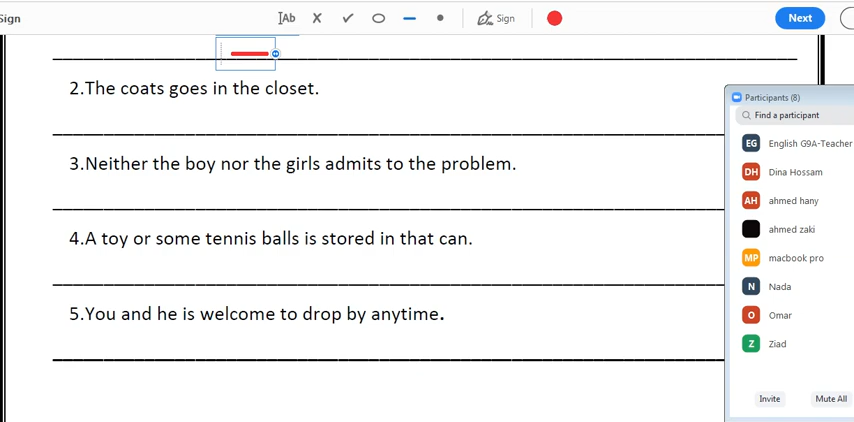 Sign
Ab
Sign
Next
2.The coats goes in the closet.
3.Neither the boy nor the girls admits to the problem.
4.A toy or some tennis balls is stored in that can.
5.You and he is welcome to drop by anytime.
Participants (8)
Find a participant
EG English G9A-Teacher
DH Dina Hossam
AH ahmed hany
ahmed zaki
MP macbook pro
N Nada
O Omar
Z Ziad
Invite Mute All